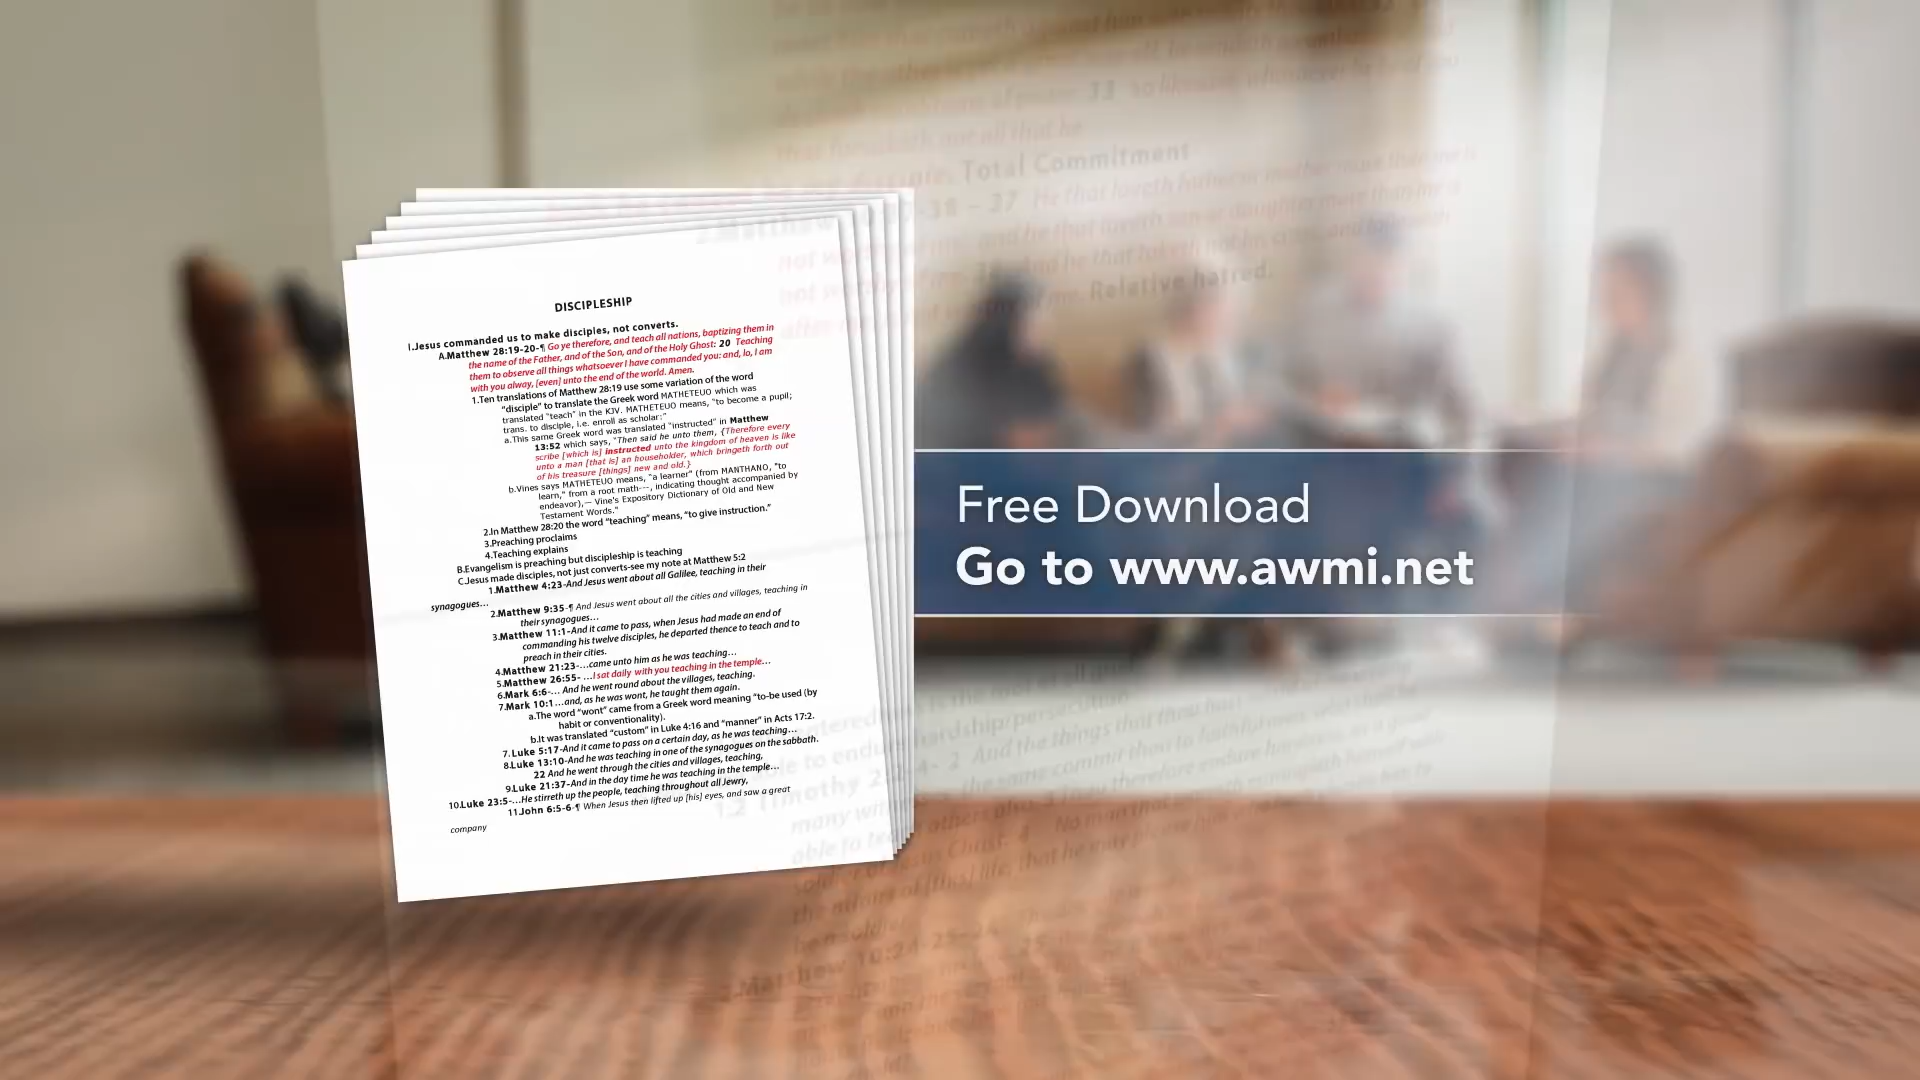 DISCIPLESHIP
I.Jesus commanded us to make disciples, not converts.
A.Matthew 28:19-20-¶ Go ye therefore, and teach all nations, baptizing them in
the name of the Father, and of the Son, and of the Holy Ghost: 20 Teaching
them to observe all things whatsoever I have commanded you: and, lo, I am
with you alway, [even] unto the end of the world. Amen.
1.Ten translations of Matthew 28:19 use some variation of the word
"disciple" to translate the Greek word MATHETEUO which was
translated "teach" in the KJV. MATHETEUO means, "to become a pupil;
trans. to disciple, i.e. enroll as scholar:"
a.This same Greek word was translated "instructed" in Matthew
13:52 which says, "Then said he unto them, {Therefore every
scribe [which is] instructed unto the kingdom of heaven is like
unto a man [that is] an householder, which bringeth forth out
of his treasure [things] new and old.}
b.Vines says MATHETEUO means, "a learner" (from MANTHANO, "to
learn," from a root math---, indicating thought accompanied by
endeavor),— Vine's Expository Dictionary of Old and New
Testament Words."
2.In Matthew 28:20 the word "teaching" means, "to give instruction."
3.Preaching proclaims
4.Teaching explains
B.Evangelism is preaching but discipleship is teaching
C.Jesus made disciples, not just converts-see my note at Matthew 5:2
1.Matthew 4:23-And Jesus went about all Galilee, teaching in their
synagogues...
2.Matthew 9:35-¶ And Jesus went about all the cities and villages, teaching in
their synagogues...
3.Matthew 11:1-And it came to pass, when Jesus had made an end of
commanding his twelve disciples, he departed thence to teach and to
preach in their cities.
4.Matthew 21:23-...came unto him as he was teaching...
5.Matthew 26:55- ...I sat daily with you teaching in the temple...
6.Mark 6:6-... And he went round about the villages, teaching.
7.Mark 10:1...and, as he was wont, he taught them again.
a.The word "wont" came from a Greek word meaning "to-be used (by
habit or conventionality).
b.It was translated "custom" in Luke 4:16 and "manner" in Acts 17:2.
7.Luke 5:17-And it came to pass on a certain day, as he was teaching...
8.Luke 13:10-And he was teaching in one of the synagogues on the sabbath.
22 And he went through the cities and villages, teaching,
9.Luke 21:37-And in the day time he was teaching in the temple...
10.Luke 23:5-...He stirreth up the people, teaching throughout all Jewry,
11.John 6:5-6-¶ When Jesus then lifted up [his] eyes, and saw a great
company
Free Download
Go to www.awmi.net
Total Commitment
Relative hatred.